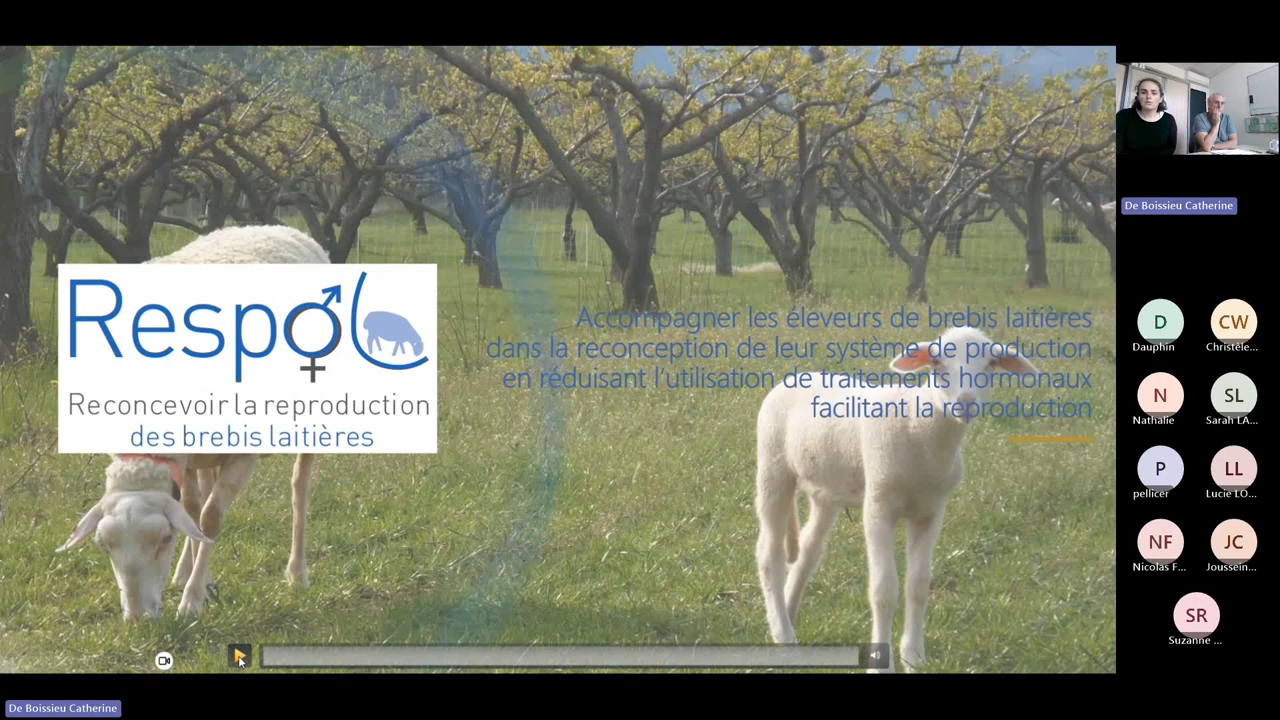 Respol
Reconcevoir la reproduction
des brebis laitières
Accompagner les éleveurs de brebis laitières
dans la reconception de leur système de production
en réduisant l'utilisation de traitements hormonaux
facilitant la reproduction
De Boissieu Catherine
D
Dauphin
CW
Christéle...
N
Nathalie
SL
Sarah LA...
P
pellicer
LL
Lucie LO...
NF
Nicolas F...
JC
Joussein...
SR
Suzanne ...
De Boissieu Catherine